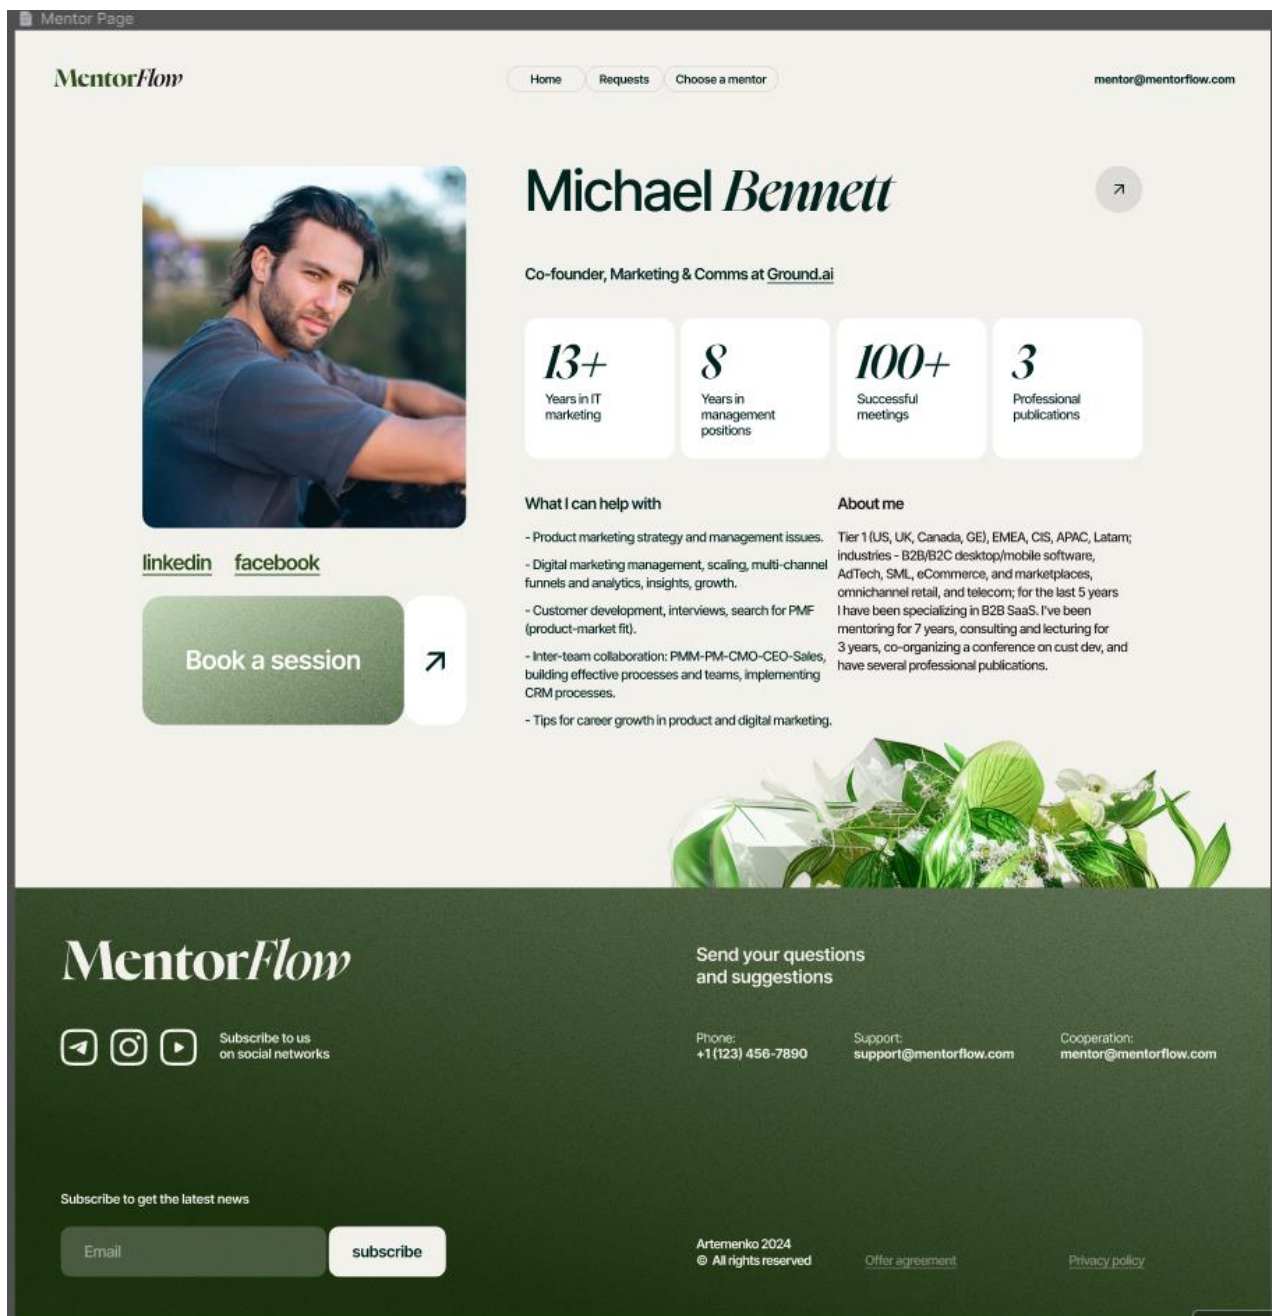 Mentor Page
MentorFlow
Home
Requests
Choose a mentor
mentor@mentorflow.com
Michael Bennett
Co-founder, Marketing & Comms at Ground.ai
13+
Years in IT
marketing
8
Years in
management
positions
100+
Successful
meetings
3
Professional
publications
linkedin
facebook
Book a session
What I can help with
- Product marketing strategy and management issues.
- Digital marketing management, scaling, multi-channel
funnels and analytics, insights, growth.
- Customer development, interviews, search for PMF
(product-market fit).
- Inter-team collaboration: PMM-PM-CMO-CEO-Sales,
building effective processes and teams, implementing
CRM processes.
- Tips for career growth in product and digital marketing.
About me
Tier 1 (US, UK, Canada, GE), EMEA, CIS, APAC, Latam;
industries - B2B/B2C desktop/mobile software,
AdTech, SML, eCommerce, and marketplaces,
omnichannel retail, and telecom; for the last 5 years
I have been specializing in B2B SaaS. I've been
mentoring for 7 years, consulting and lecturing for
3 years, co-organizing a conference on cust dev, and
have several professional publications.
MentorFlow
Subscribe to us
on social networks
Send your questions
and suggestions
Phone:
+1 (123) 456-7890
Support:
support@mentorflow.com
Cooperation:
mentor@mentorflow.com
Subscribe to get the latest news
Email
subscribe
Artemenko 2024
© All rights reserved
Offer agreement
Privacy policy